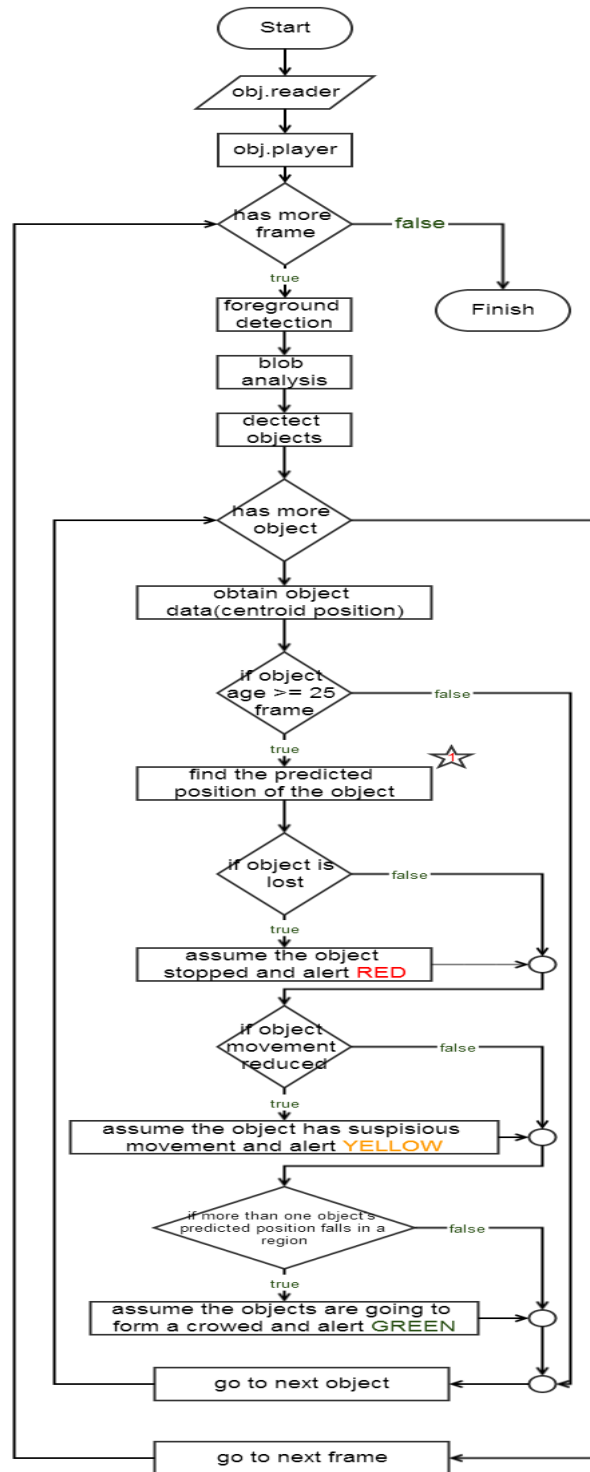 Start
obj.reader
obj.player
has more
frame
false
true
Finish
foreground
detection
blob
analysis
dectect
objects
has more
object
obtain object
data(centroid position)
if object
age >= 25
frame
false
true
1
find the predicted
position of the object
if object is
lost
false
true
assume the object
stopped and alert RED
if object
movement
reduced
false
true
assume the object has suspisious
movement and alert YELLOW
if more than one object's
predicted position falls in a
region
false
true
assume the objects are going to
form a crowed and alert GREEN
go to next object
go to next frame